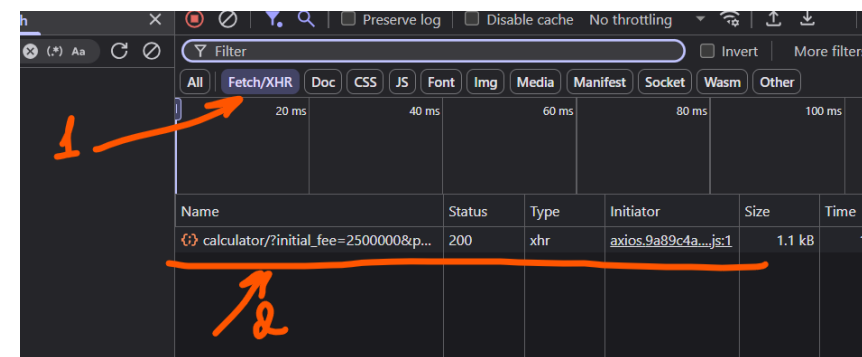 h
Preserve log Disable cache No throttling
(.*) Aa Filter Invert More filter
All Fetch/XHR Doc CSS JS Font Img Media Manifest Socket Wasm Other
20 ms 40 ms 60 ms 80 ms 100 ms
1
Name Status Type Initiator Size Time
calculator/?initial_fee=2500000&p... 200 xhr axios.9a89c4a....js:1 1.1 kB
2